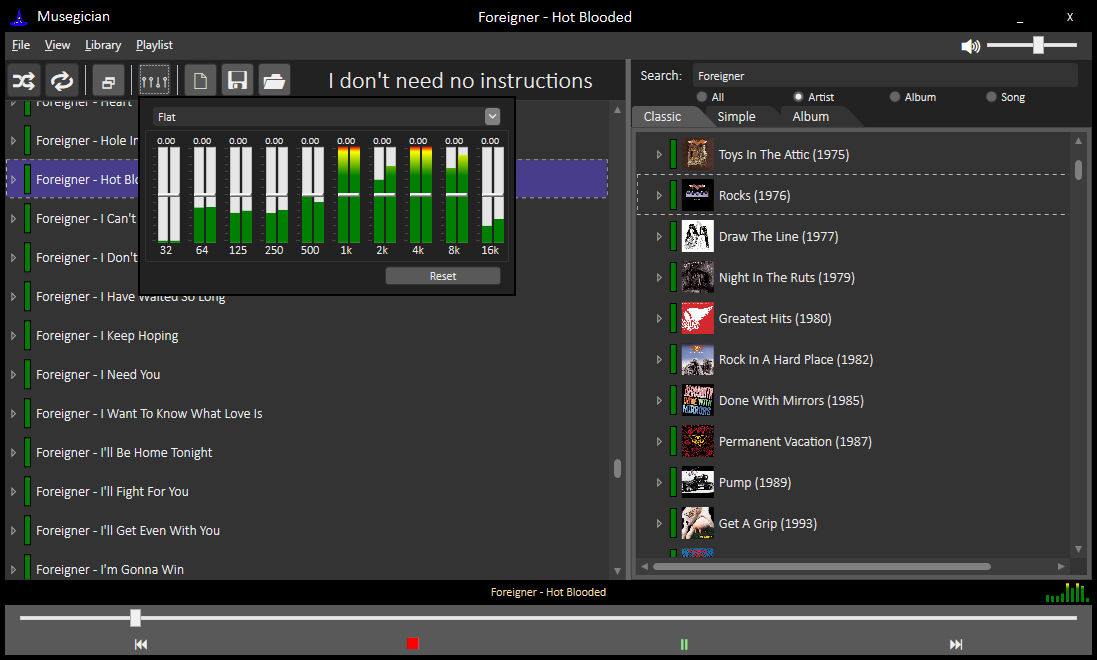 Musegician
Foreigner - Hot Blooded
_ X
File View Library Playlist
I don't need no instructions
Foreigner - Heart
Foreigner - Hole In
Foreigner - Hot Blo
Foreigner - I Can't
Foreigner - I Don't
Foreigner - I Have Waited So Long
Foreigner - I Keep Hoping
Foreigner - I Need You
Foreigner - I Want To Know What Love Is
Foreigner - I'll Be Home Tonight
Foreigner - I'll Fight For You
Foreigner - I'll Get Even With You
Foreigner - I'm Gonna Win
Flat
0.00 0.00 0.00 0.00 0.00 0.00 0.00 0.00 0.00 0.00
32 64 125 250 500 1k 2k 4k 8k 16k
Reset
Search: Foreigner
All Artist Album Song
Classic Simple Album
Toys In The Attic (1975)
Rocks (1976)
Draw The Line (1977)
Night In The Ruts (1979)
Greatest Hits (1980)
Rock In A Hard Place (1982)
Done With Mirrors (1985)
Permanent Vacation (1987)
Pump (1989)
Get A Grip (1993)
Foreigner - Hot Blooded